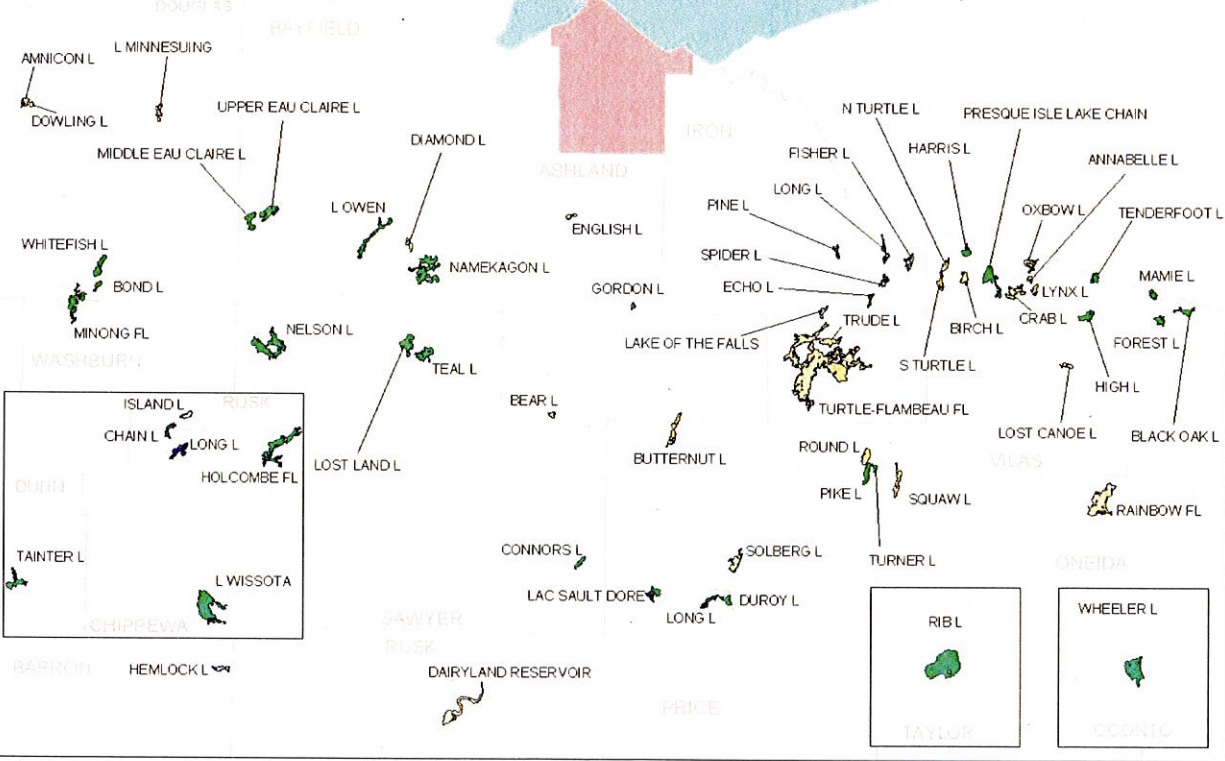 DOUGLAS
BAYFIELD
L MINNESUING
AMNICON L
UPPER EAU CLAIRE L
N TURTLE L
PRESQUE ISLE LAKE CHAIN
DOWLING L
IRON
DIAMOND L
HARRIS L
MIDDLE EAU CLAIRE L
FISHER L
ANNABELLE L
ASHLAND
LONG L
L OWEN
PINE L
OXBOW L
TENDERFOOT L
ENGLISH L
WHITEFISH L
SPIDER L
NAMEKAGON L
MAMIE L
BOND L
GORDON L
ECHO L
LYNX L
CRAB L
TRUDE L
BIRCH L
MINONG FL
NELSON L
LAKE OF THE FALLS
FOREST L
WASHBURN
TEAL L
S TURTLE L
HIGH L
RUSK
ISLAND L
BEAR L
TURTLE-FLAMBEAU FL
CHAIN L
LONG L
LOST CANOE L
BLACK OAK L
ROUND L
BUTTERNUT L
VILAS
LOST LAND L
HOLCOMBE FL
DUNN
PIKE L
SQUAW L
RAINBOW FL
CONNORS L
SOLBERG L
TAINTER L
TURNER L
ONEIDA
L WISSOTA
LAC SAULT DORE
DUROY L
WHEELER L
LONG L
SAWYER
RIB L
CHIPPEWA
RUSK
BARRON
HEMLOCK L
DAIRYLAND RESERVOIR
PRICE
TAYLOR
OCONTO